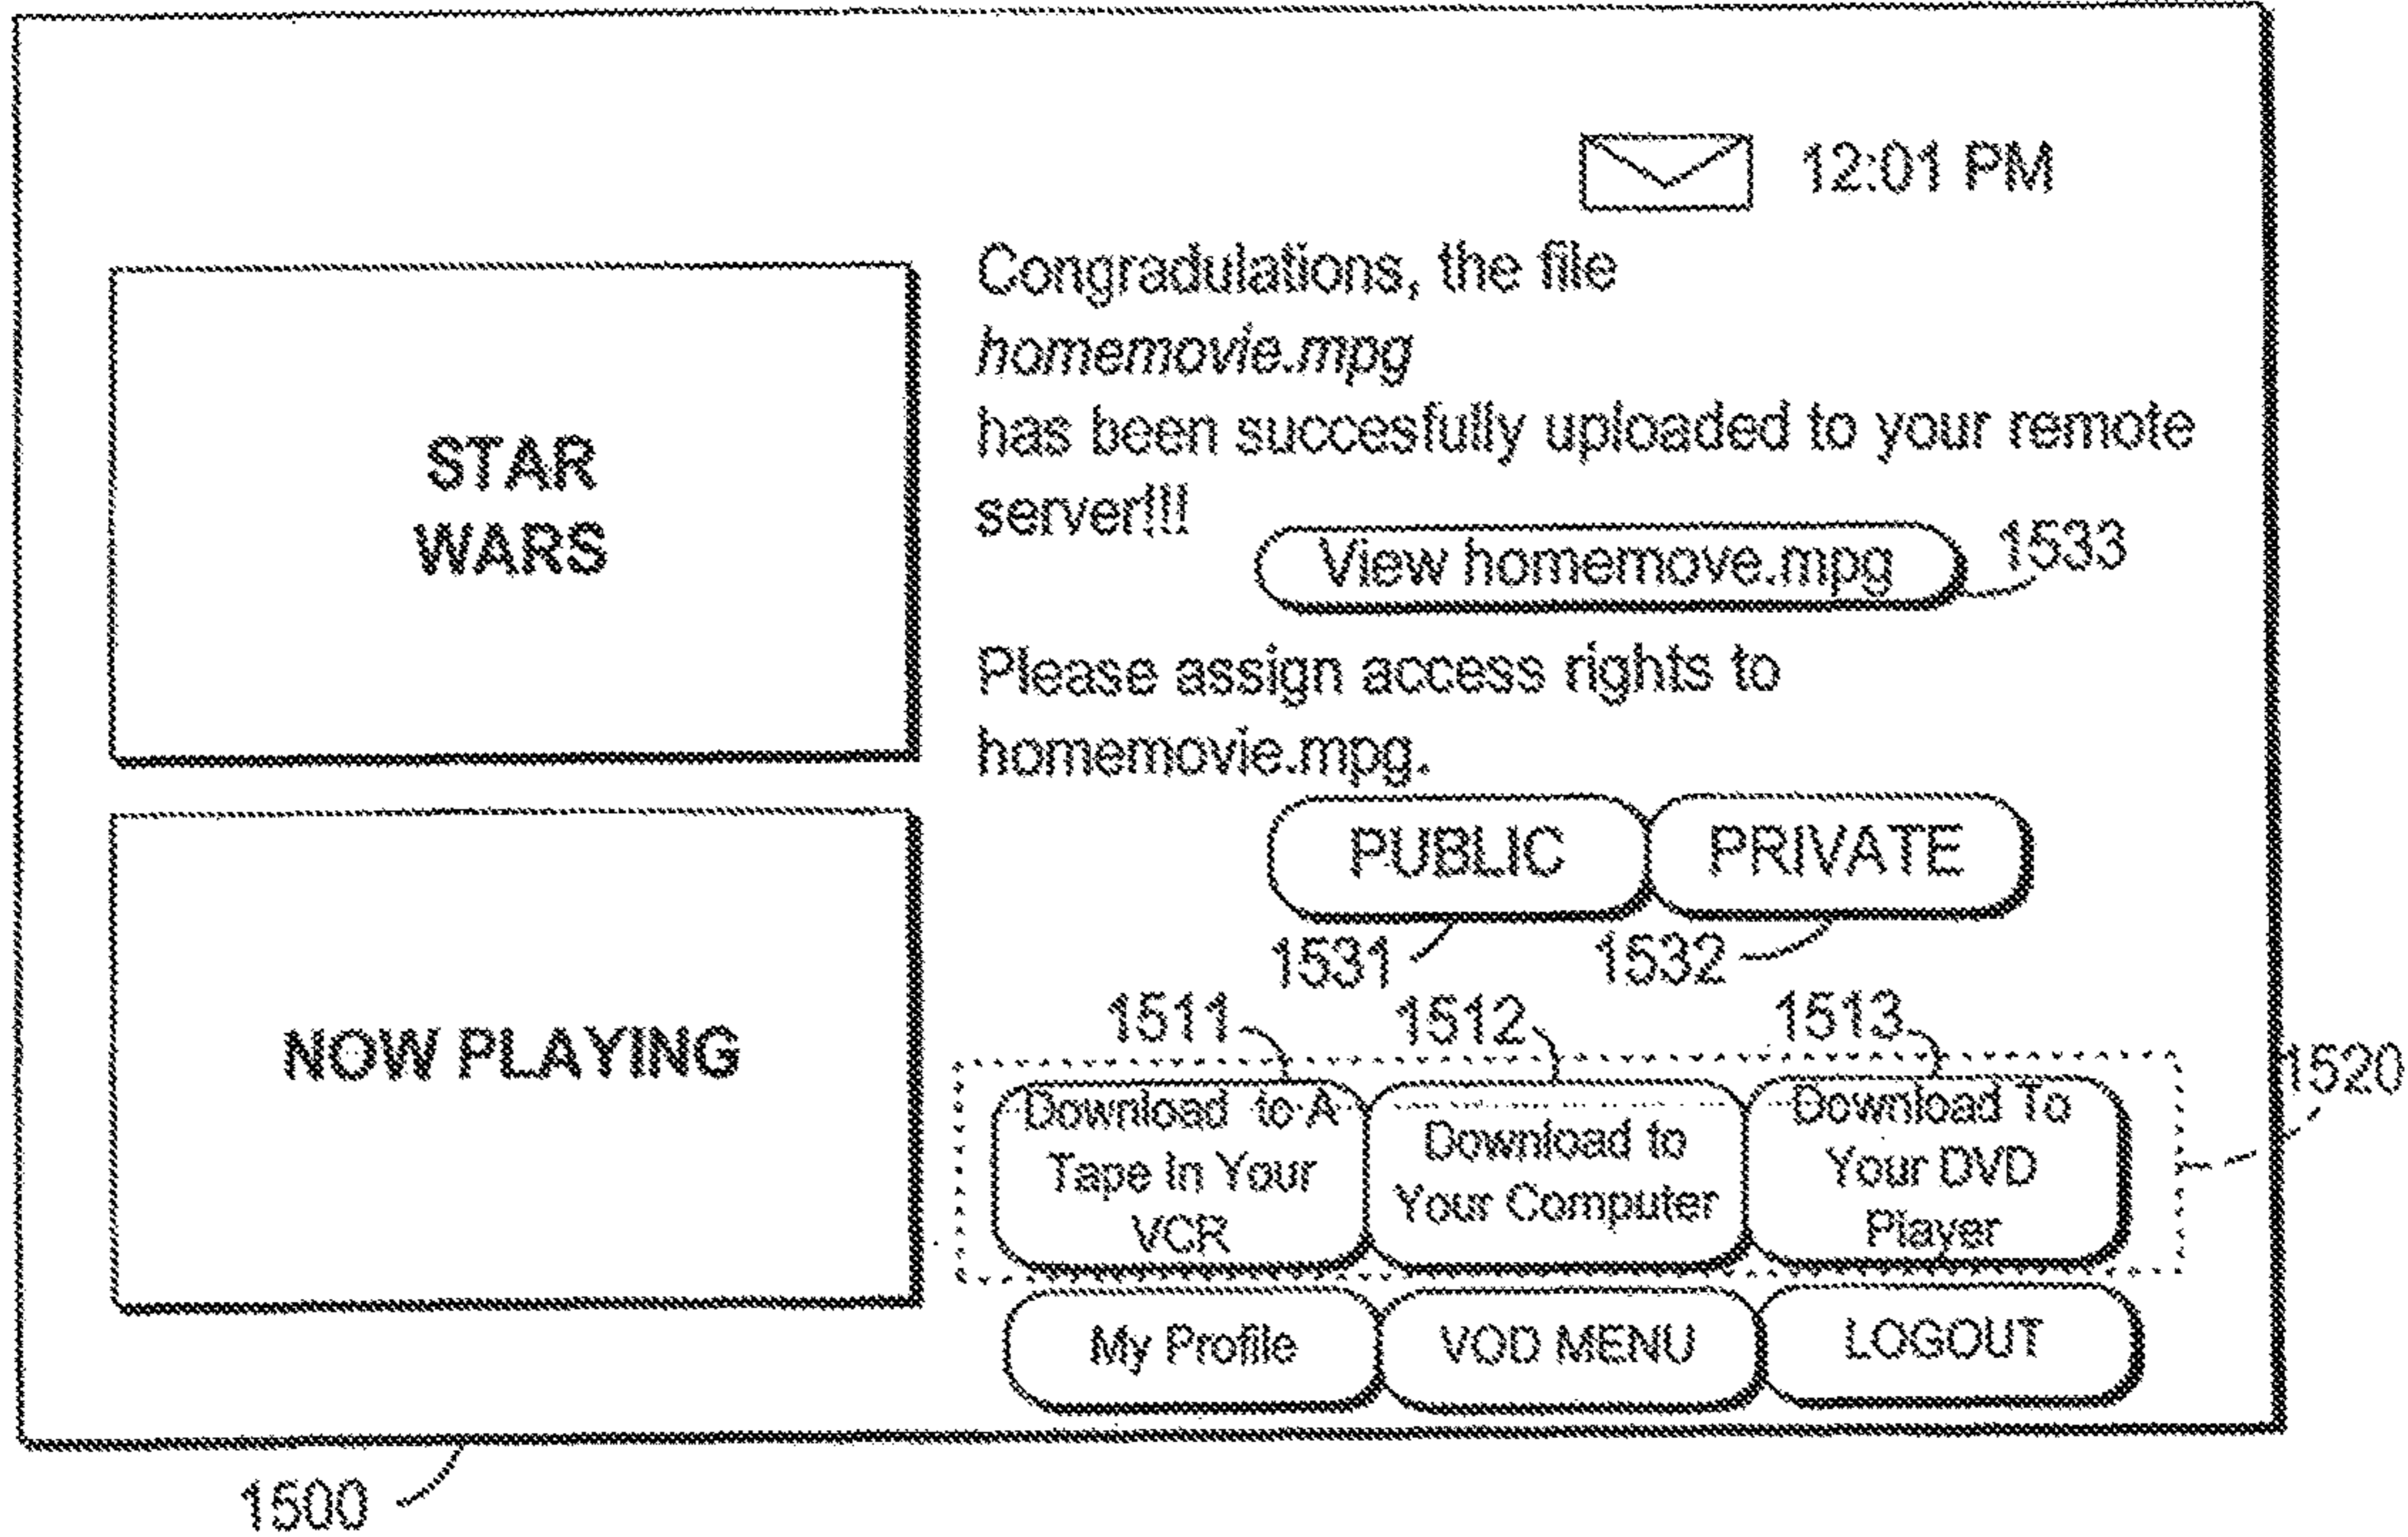 12:01 PM
STAR
WARS
NOW PLAYING
Congradulations, the file
homemovie.mpg
has been succesfully uploaded to your remote
server!!!
View homemove.mpg
1533
Please assign access rights to
homemovie.mpg.
PUBLIC
PRIVATE
1531
1532
1511
1512
1513
1520
Download to A
Tape In Your
VCR
Download to
Your Computer
Download To
Your DVD
Player
My Profile
VOD MENU
LOGOUT
1500